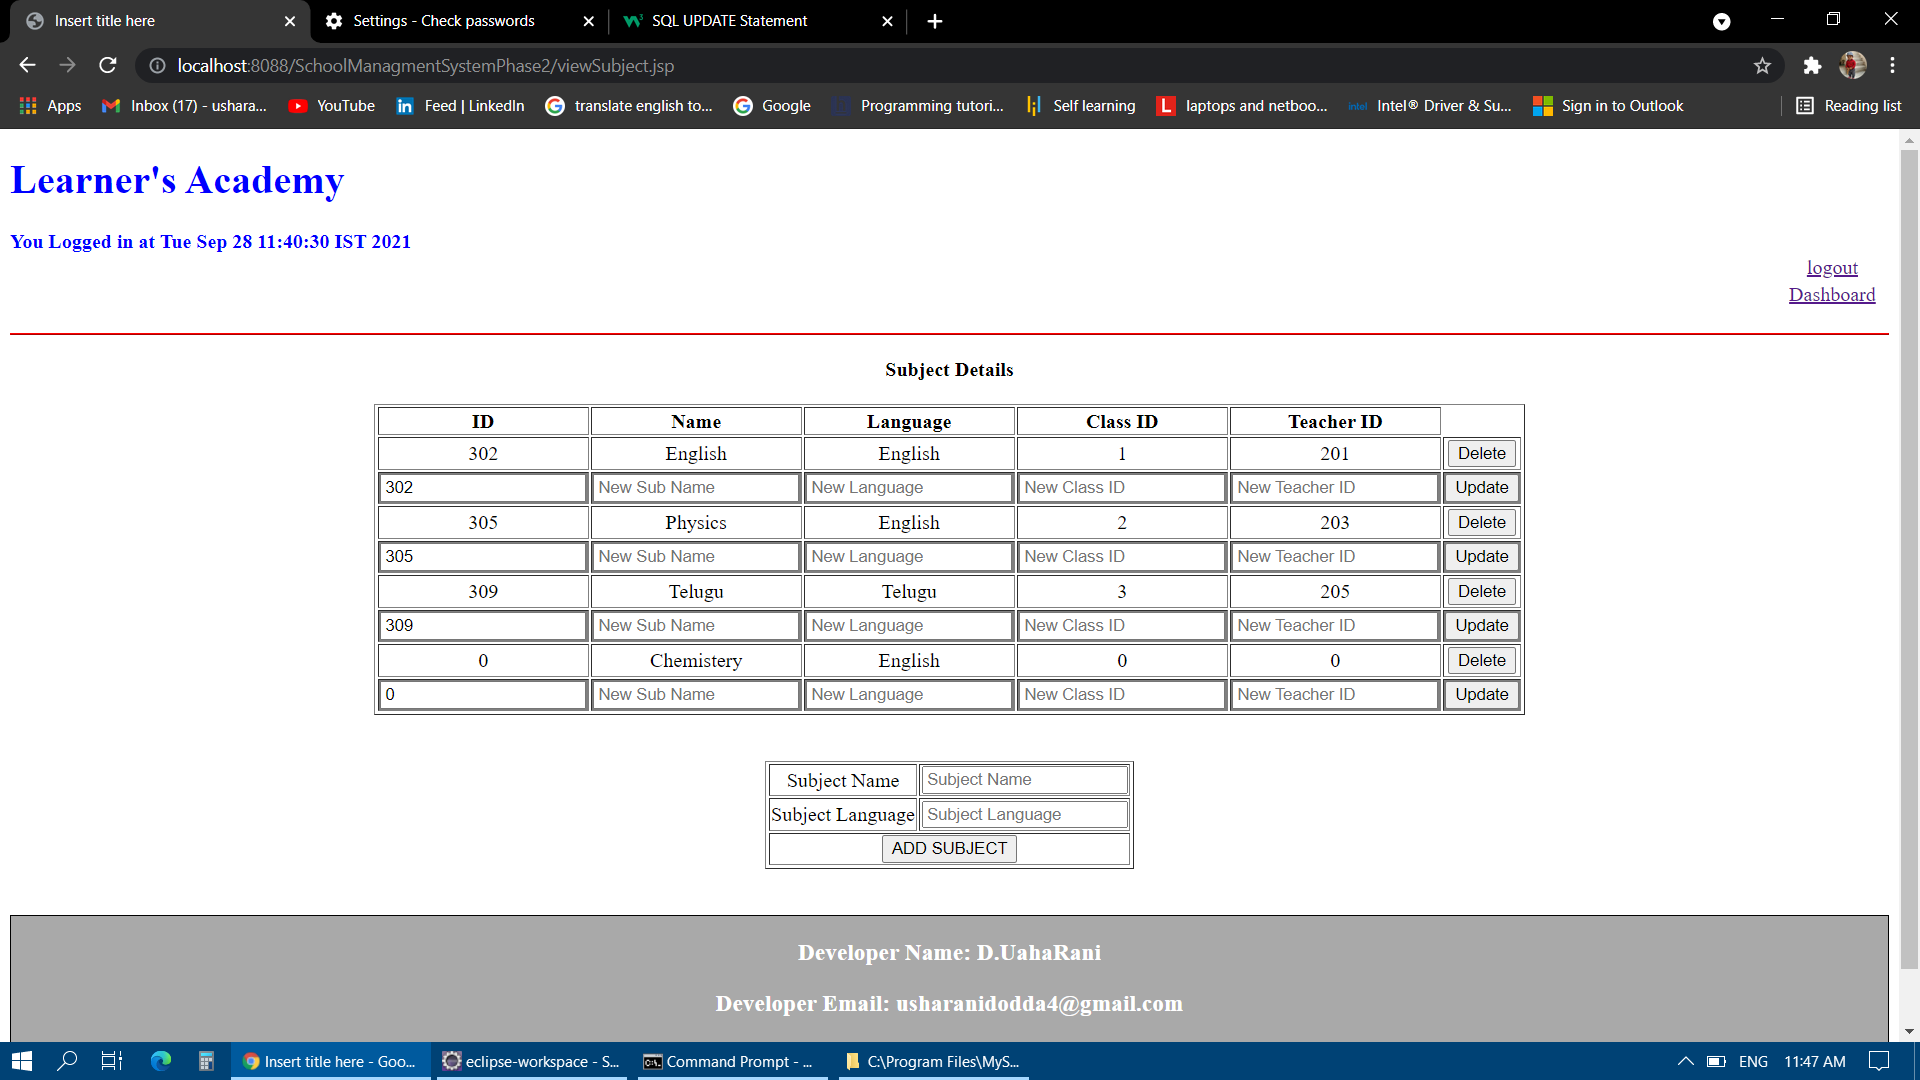 Insert title here
Settings - Check passwords
SQL UPDATE Statement
localhost:8088/SchoolManagmentSystemPhase2/viewSubject.jsp
Apps
Inbox (17) - ushara...
YouTube
Feed | LinkedIn
translate english to...
Google
Programming tutori...
Self learning
laptops and netboo...
Intel® Driver & Su...
Sign in to Outlook
Reading list
Learner's Academy
You Logged in at Tue Sep 28 11:40:30 IST 2021
logout
Dashboard
Subject Details
ID Name Language Class ID Teacher ID
302 English English 1 201 Delete
302 New Sub Name New Language New Class ID New Teacher ID Update
305 Physics English 2 203 Delete
305 New Sub Name New Language New Class ID New Teacher ID Update
309 Telugu Telugu 3 205 Delete
309 New Sub Name New Language New Class ID New Teacher ID Update
0 Chemistery English 0 0 Delete
0 New Sub Name New Language New Class ID New Teacher ID Update
Subject Name Subject Name
Subject Language Subject Language
ADD SUBJECT
Developer Name: D.UahaRani
Developer Email: usharanidodda4@gmail.com
Insert title here - Goo...
eclipse-workspace - S...
Command Prompt - ...
C:\Program Files\MyS...
ENG
11:47 AM